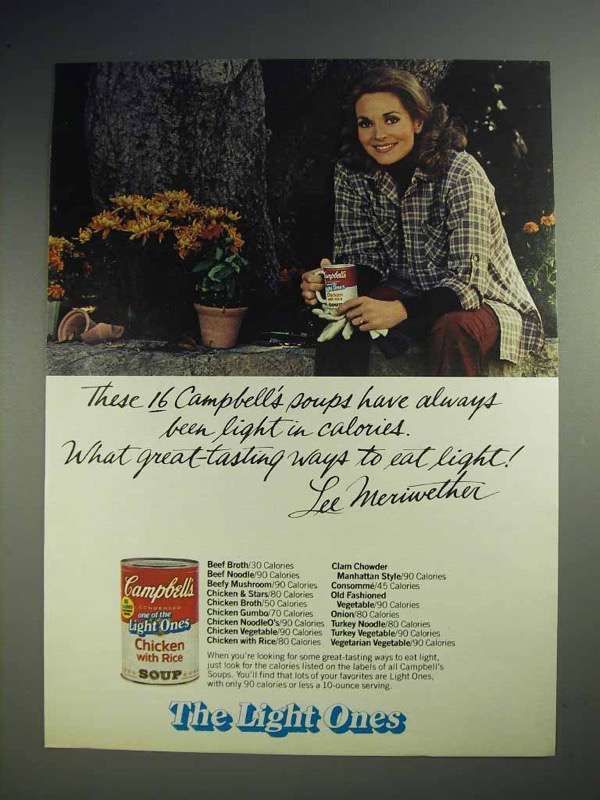 Campbell's
Chicken
SOUP
These 16 Campbell's soups have always
been light in calories.
What great-tasting ways to eat light!
Lee Meriwether
Campbell's
CONDENSED
one of the
Light Ones
Chicken
with Rice
SOUP
Beef Broth/30 Calories
Beef Noodle/90 Calories
Beefy Mushroom/90 Calories
Chicken & Stars/80 Calories
Chicken Broth/50 Calories
Chicken Gumbo/70 Calories
Chicken NoodleO's/90 Calories
Chicken Vegetable/90 Calories
Chicken with Rice/80 Calories
Clam Chowder
Manhattan Style/90 Calories
Consommé/45 Calories
Old Fashioned
Vegetable/90 Calories
Onion/80 Calories
Turkey Noodle/80 Calories
Turkey Vegetable/90 Calories
Vegetarian Vegetable/90 Calories
When you're looking for some great-tasting ways to eat light,
just look for the calories listed on the labels of all Campbell's
Soups. You'll find that lots of your favorites are Light Ones,
with only 90 calories or less a 10-ounce serving.
The Light Ones